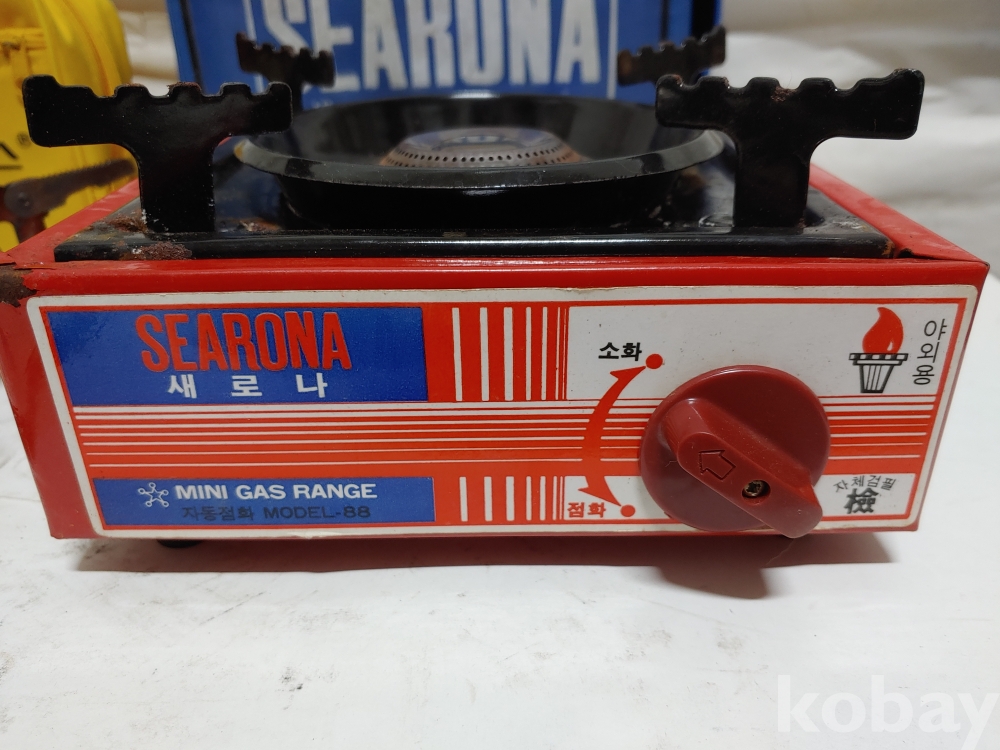 SEARONA
SEARONA
새로나
소화
야외용
MINI GAS RANGE
자동점화 MODEL-88
점화
자체검필
檢
kobay